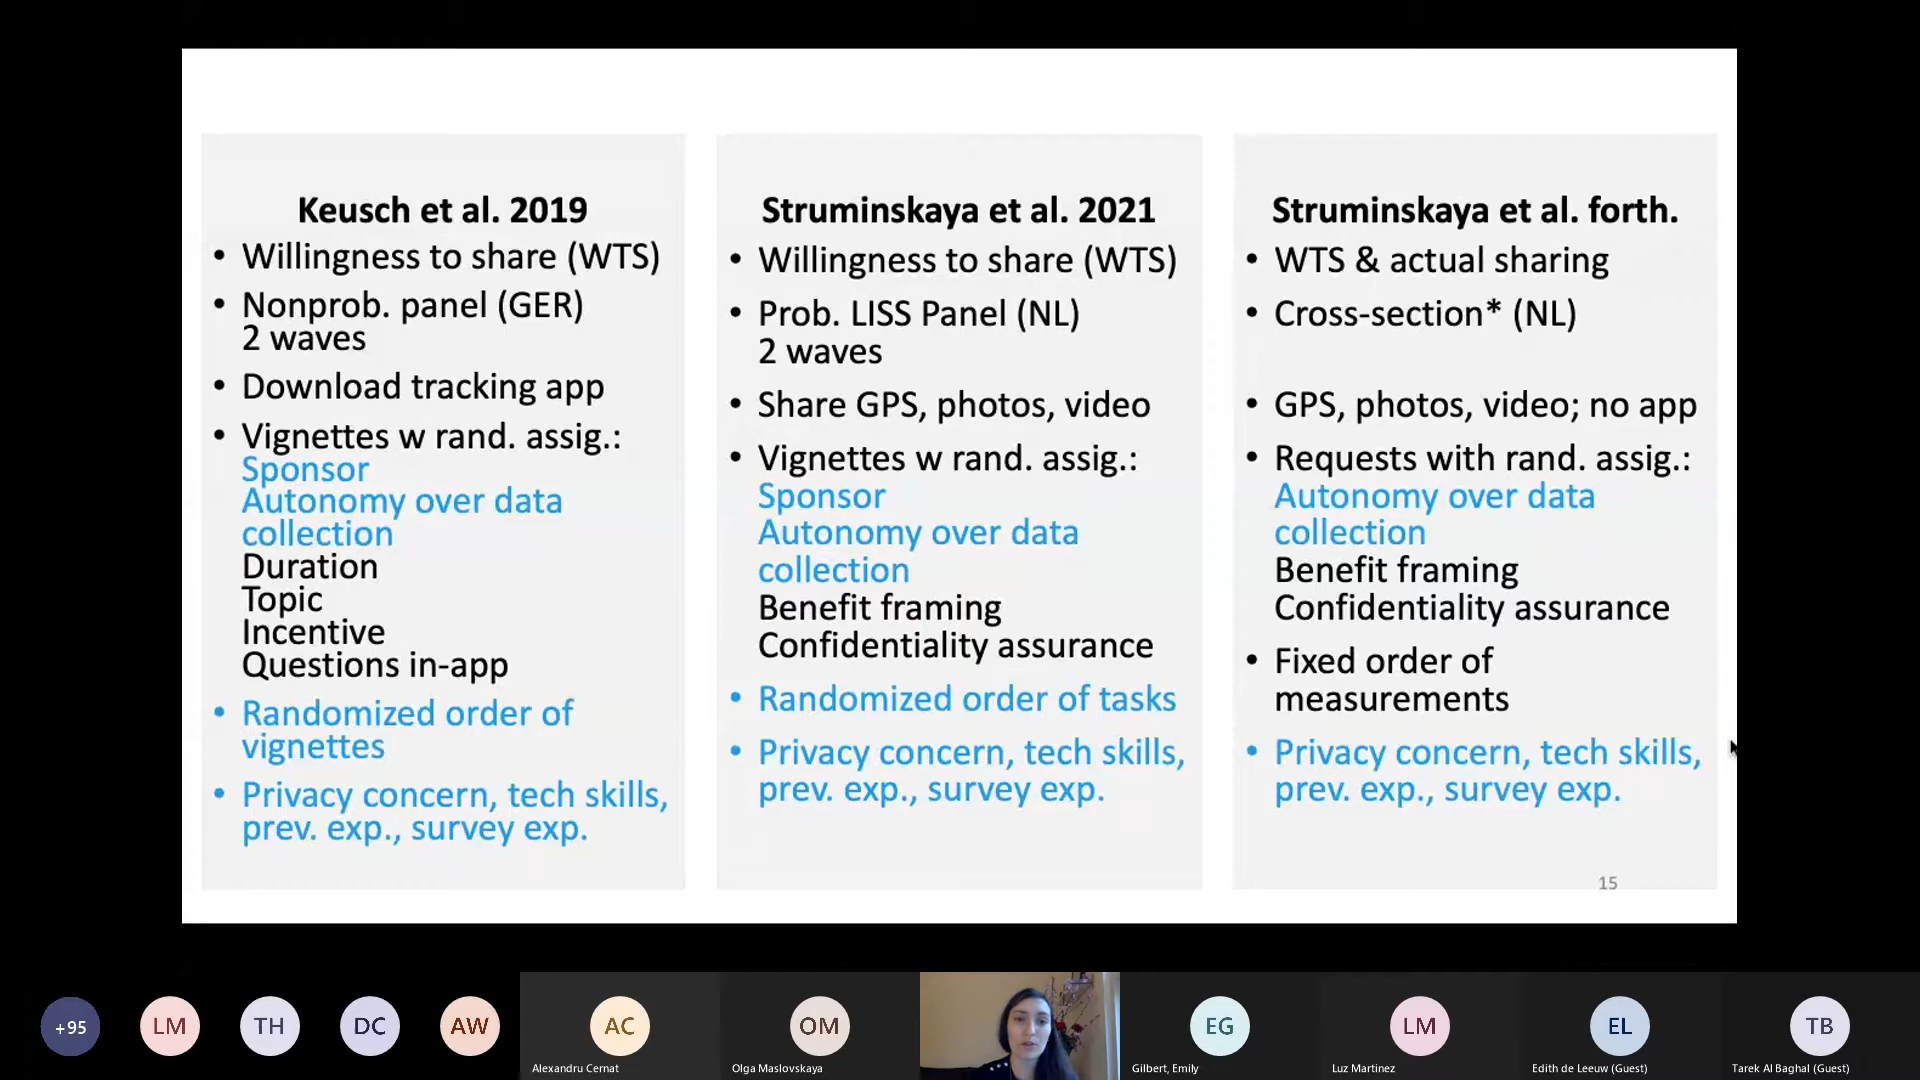 Keusch et al. 2019
• Willingness to share (WTS)
• Nonprob. panel (GER)
2 waves
• Download tracking app
• Vignettes w rand. assig.:
Sponsor
Autonomy over data
collection
Duration
Topic
Incentive
Questions in-app
• Randomized order of
vignettes
• Privacy concern, tech skills,
prev. exp., survey exp.
Struminskaya et al. 2021
• Willingness to share (WTS)
• Prob. LISS Panel (NL)
2 waves
• Share GPS, photos, video
• Vignettes w rand. assig.:
Sponsor
Autonomy over data
collection
Benefit framing
Confidentiality assurance
• Randomized order of tasks
• Privacy concern, tech skills,
prev. exp., survey exp.
Struminskaya et al. forth.
• WTS & actual sharing
• Cross-section* (NL)
• GPS, photos, video; no app
• Requests with rand. assig.:
Autonomy over data
collection
Benefit framing
Confidentiality assurance
• Fixed order of
measurements
• Privacy concern, tech skills,
prev. exp., survey exp.
15
+95
LM
TH
DC
AW
AC
Alexandru Cernat
OM
Olga Maslovskaya
EG
Gilbert, Emily
LM
Luz Martinez
EL
Edith de Leeuw (Guest)
TB
Tarek Al Baghal (Guest)